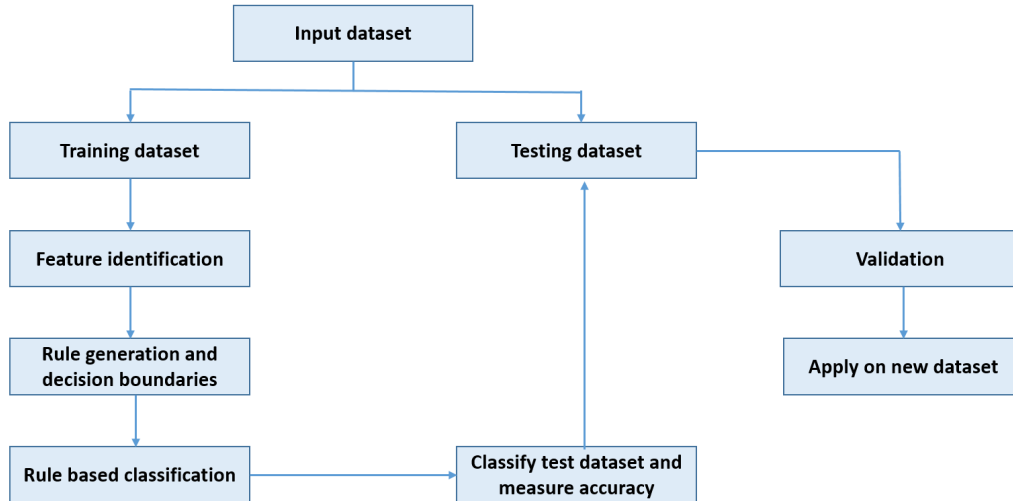 Input dataset
Training dataset
Testing dataset
Feature identification
Validation
Rule generation and
decision boundaries
Apply on new dataset
Rule based classification
Classify test dataset and
measure accuracy